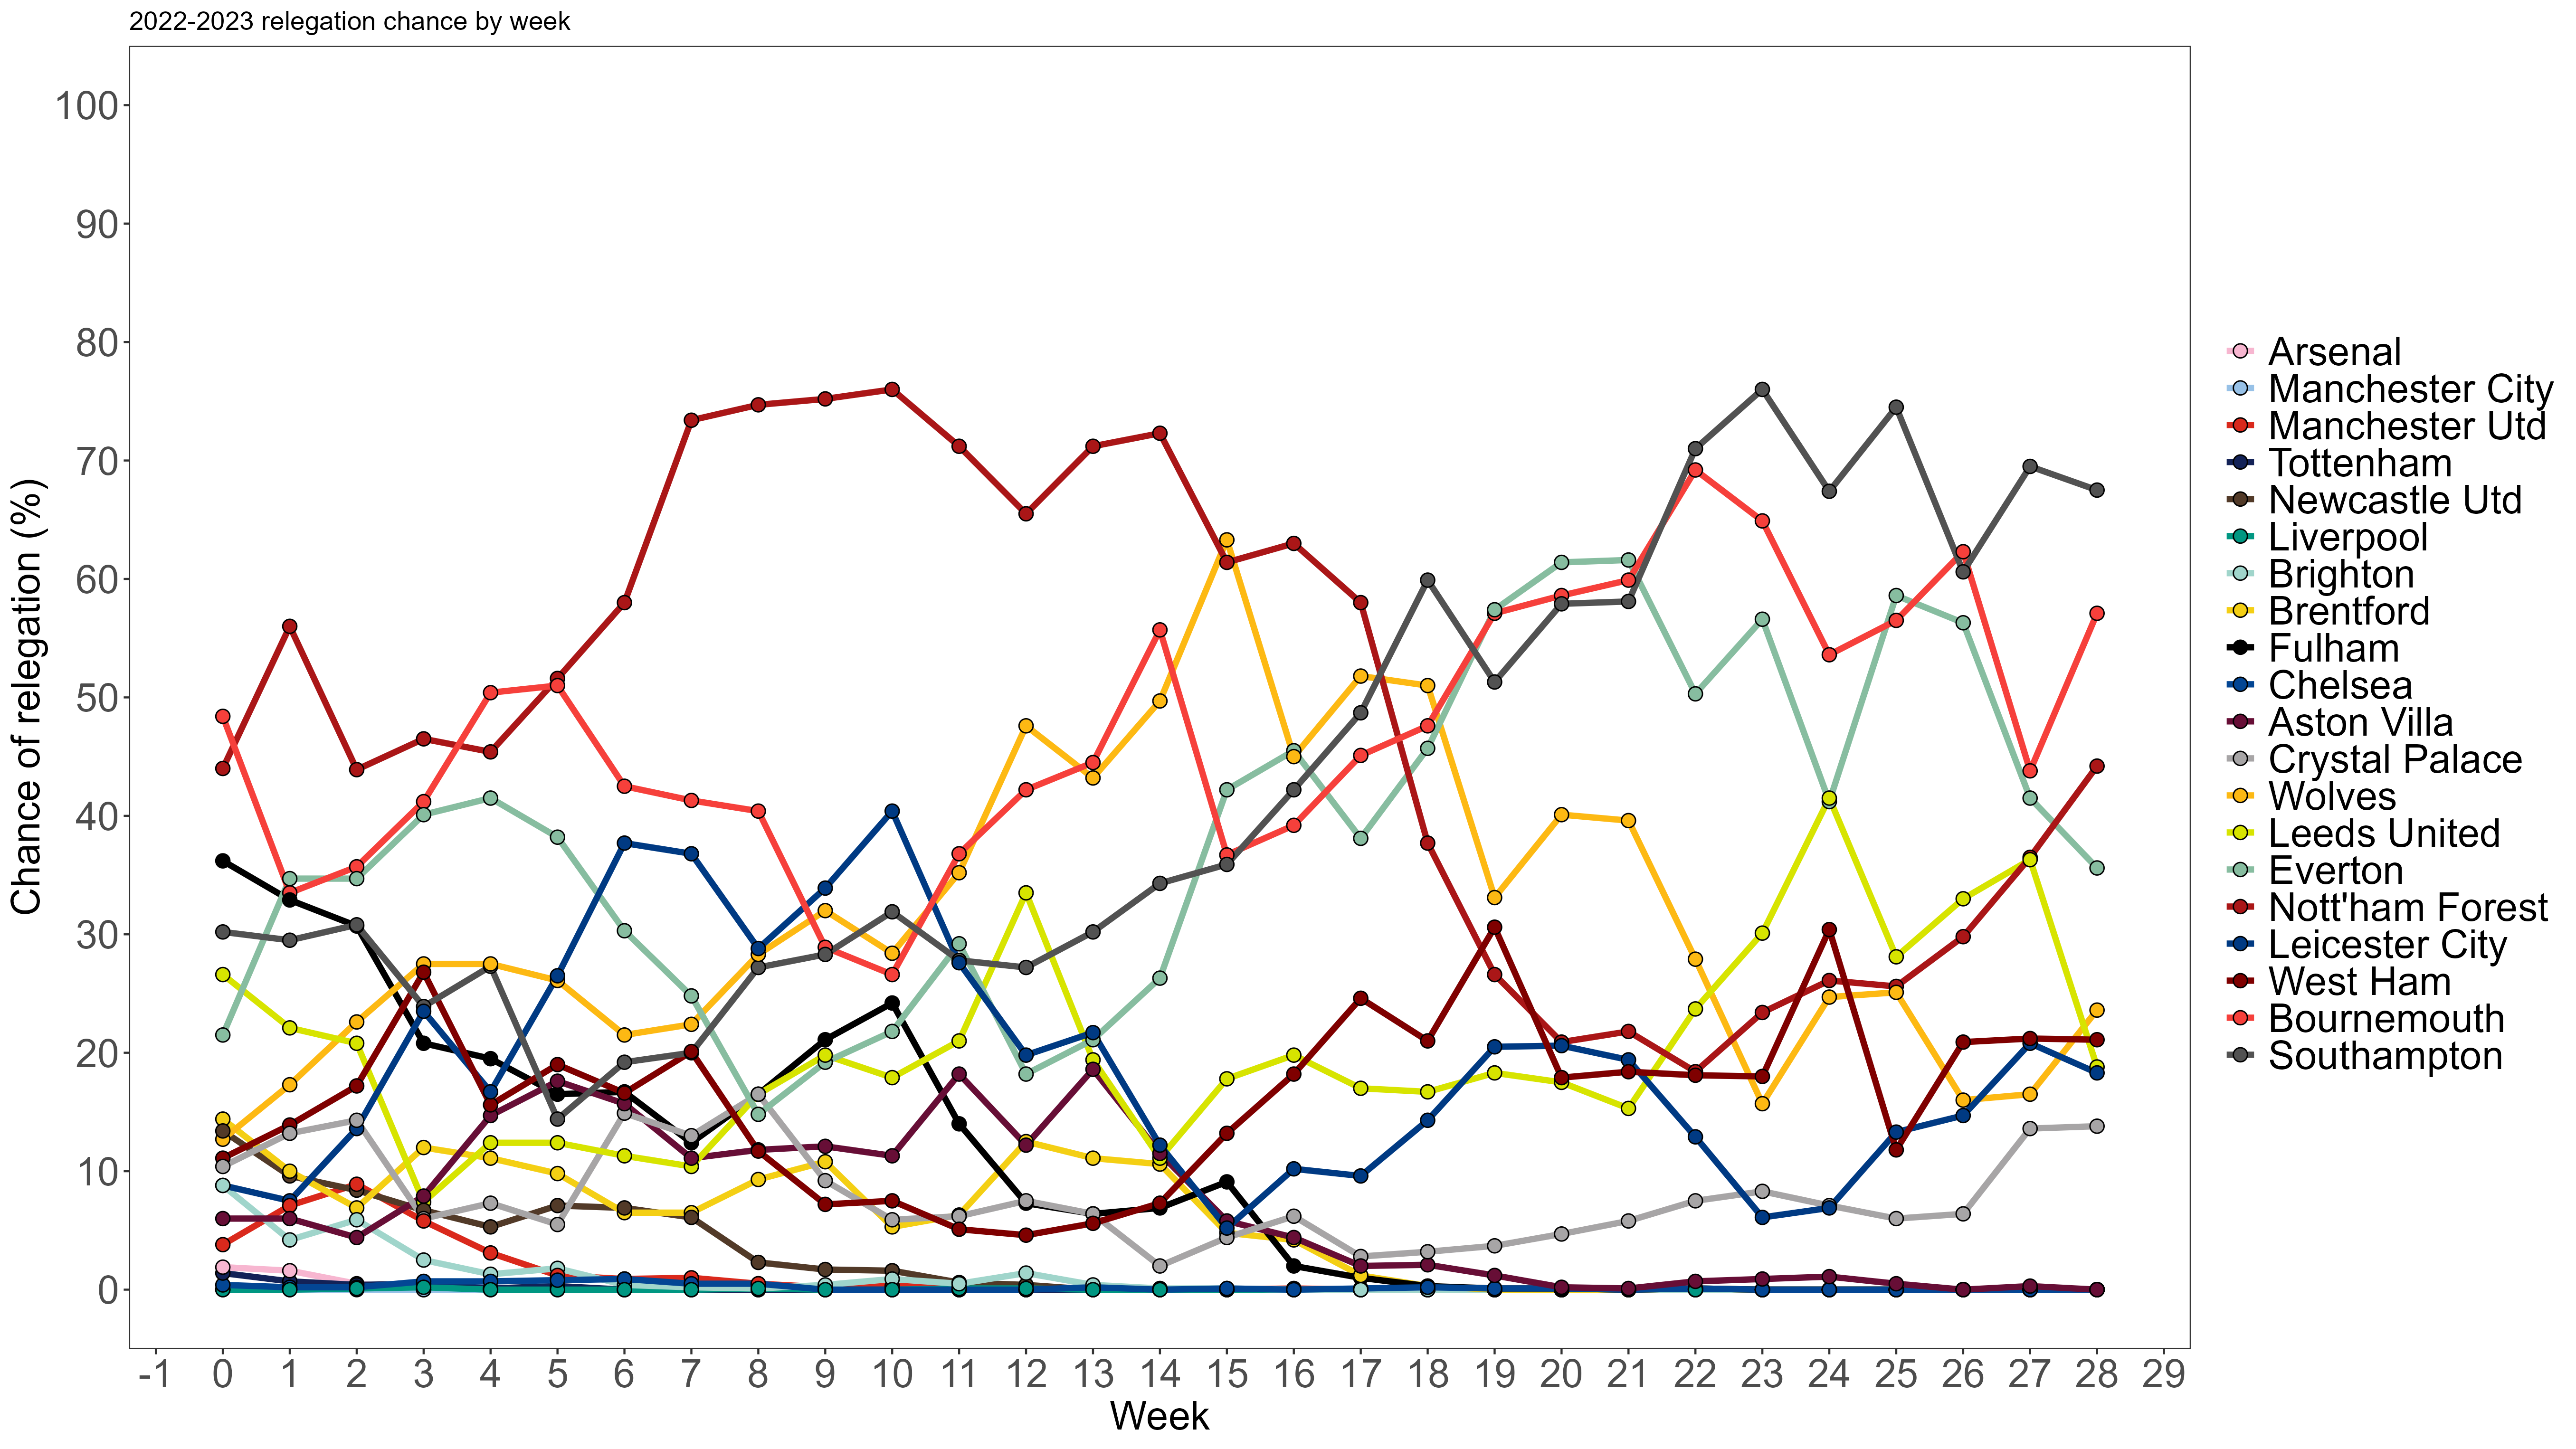 2022-2023 relegation chance by week
100
90
80
70
60
50
40
30
20
10
0
Chance of relegation (%)
-1 0 1 2 3 4 5 6 7 8 9 10 11 12 13 14 15 16 17 18 19 20 21 22 23 24 25 26 27 28 29
Week
Arsenal
Manchester City
Manchester Utd
Tottenham
Newcastle Utd
Liverpool
Brighton
Brentford
Fulham
Chelsea
Aston Villa
Crystal Palace
Wolves
Leeds United
Everton
Nott'ham Forest
Leicester City
West Ham
Bournemouth
Southampton